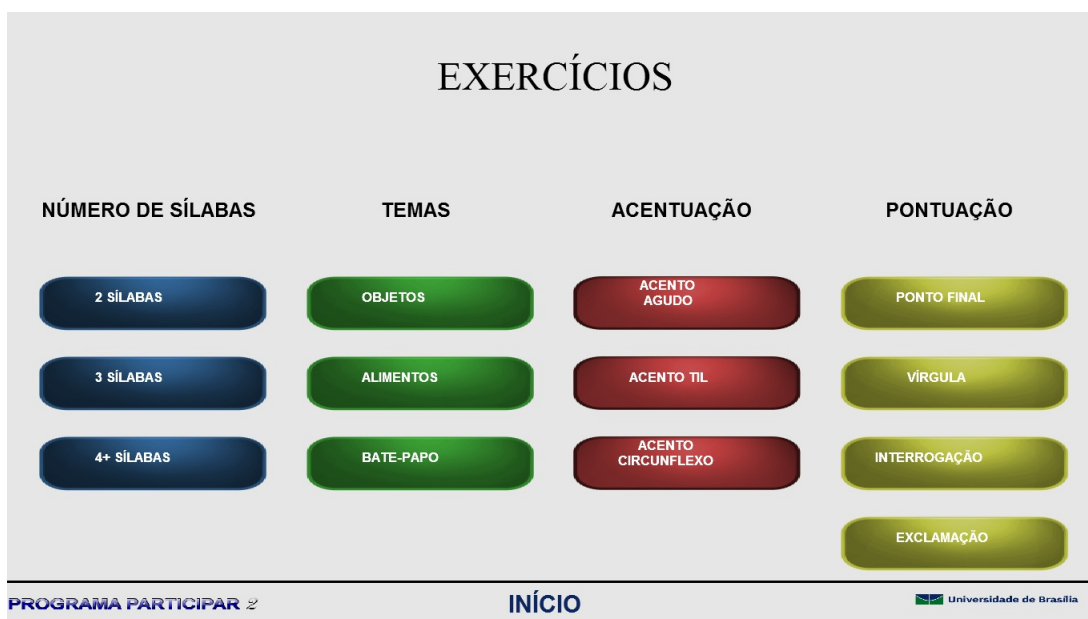 EXERCÍCIOS
NÚMERO DE SÍLABAS
2 SÍLABAS
3 SÍLABAS
4+ SÍLABAS
TEMAS
OBJETOS
ALIMENTOS
BATE-PAPO
ACENTUAÇÃO
ACENTO
AGUDO
ACENTO TIL
ACENTO
CIRCUNFLEXO
PONTUAÇÃO
PONTO FINAL
VÍRGULA
INTERROGAÇÃO
EXCLAMAÇÃO
PROGRAMA PARTICIPAR 2
INÍCIO
Universidade de Brasília